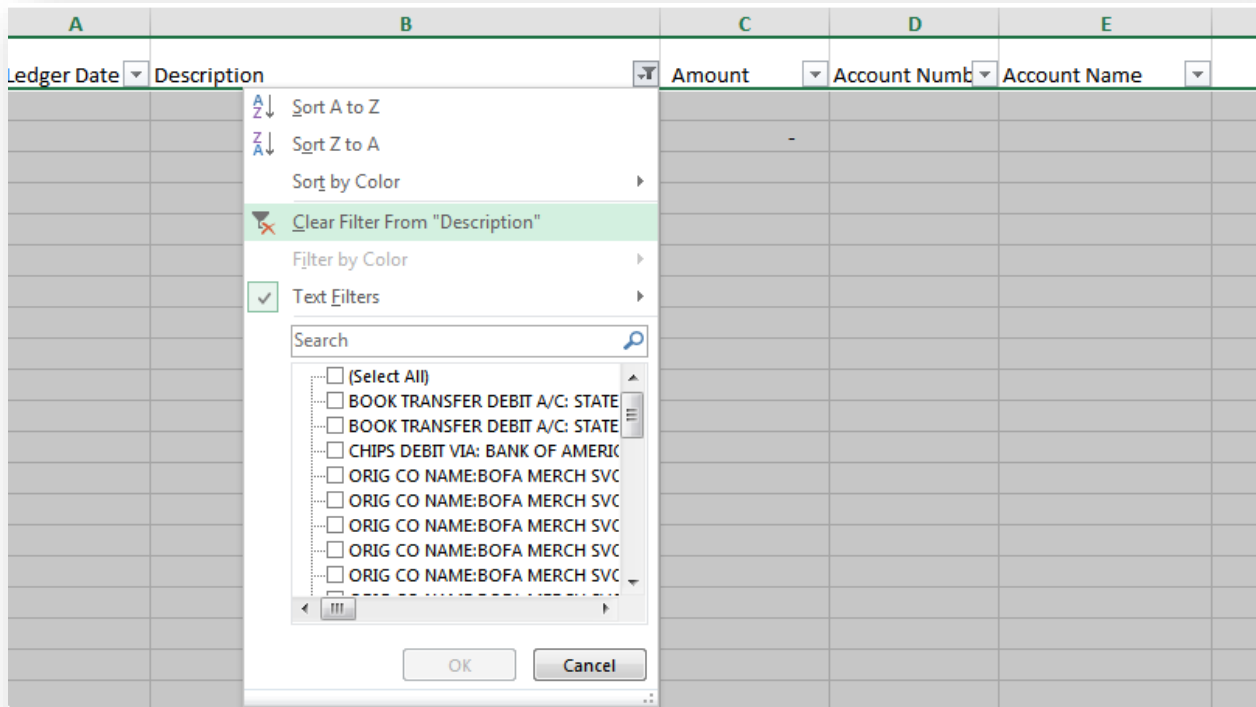 A B C D E
Ledger Date Description Amount Account Numb Account Name
Sort A to Z
Sort Z to A
Sort by Color
-
Clear Filter From "Description"
Filter by Color
Text Filters
Search
(Select All)
BOOK TRANSFER DEBIT A/C: STATE
BOOK TRANSFER DEBIT A/C: STATE
CHIPS DEBIT VIA: BANK OF AMERIC
ORIG CO NAME:BOFA MERCH SVC
ORIG CO NAME:BOFA MERCH SVC
ORIG CO NAME:BOFA MERCH SVC
ORIG CO NAME:BOFA MERCH SVC
ORIG CO NAME:BOFA MERCH SVC
OK Cancel